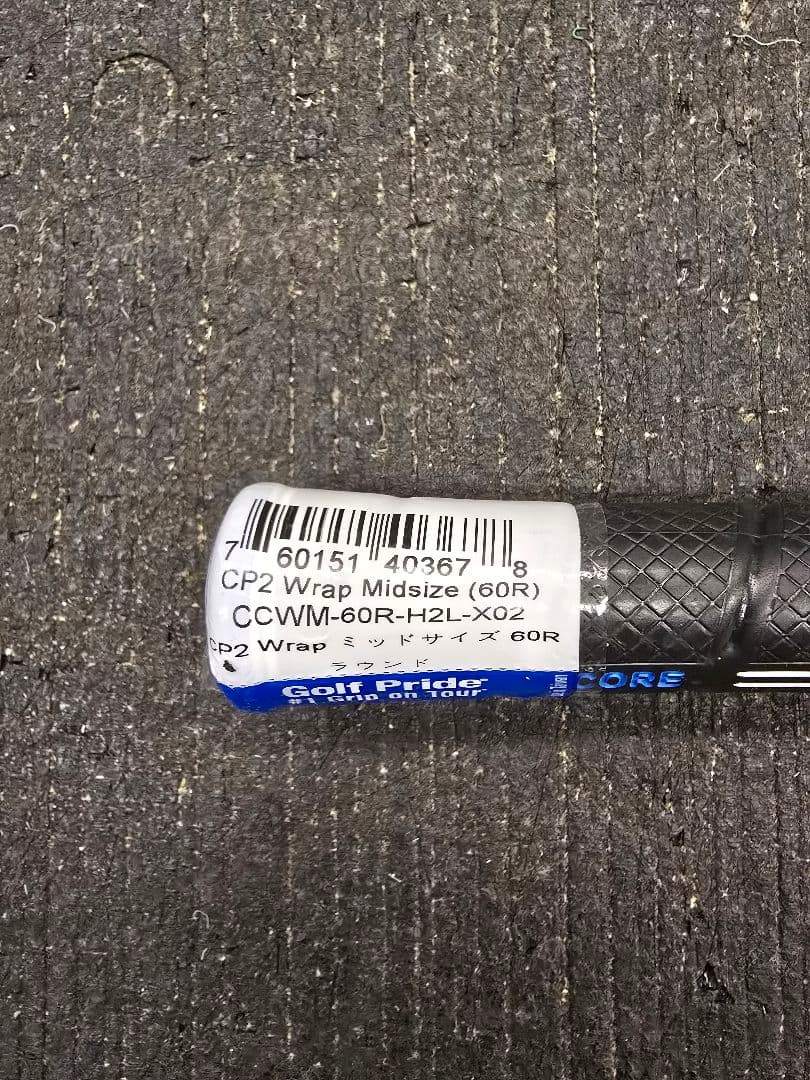 7 60151 40367 8
CP2 Wrap Midsize (60R)
CCWM-60R-H2L-X02
CP2 Wrap ミッドサイズ 60R
ラウンド
Golf Pride
#1 Grip on Tour
CORE